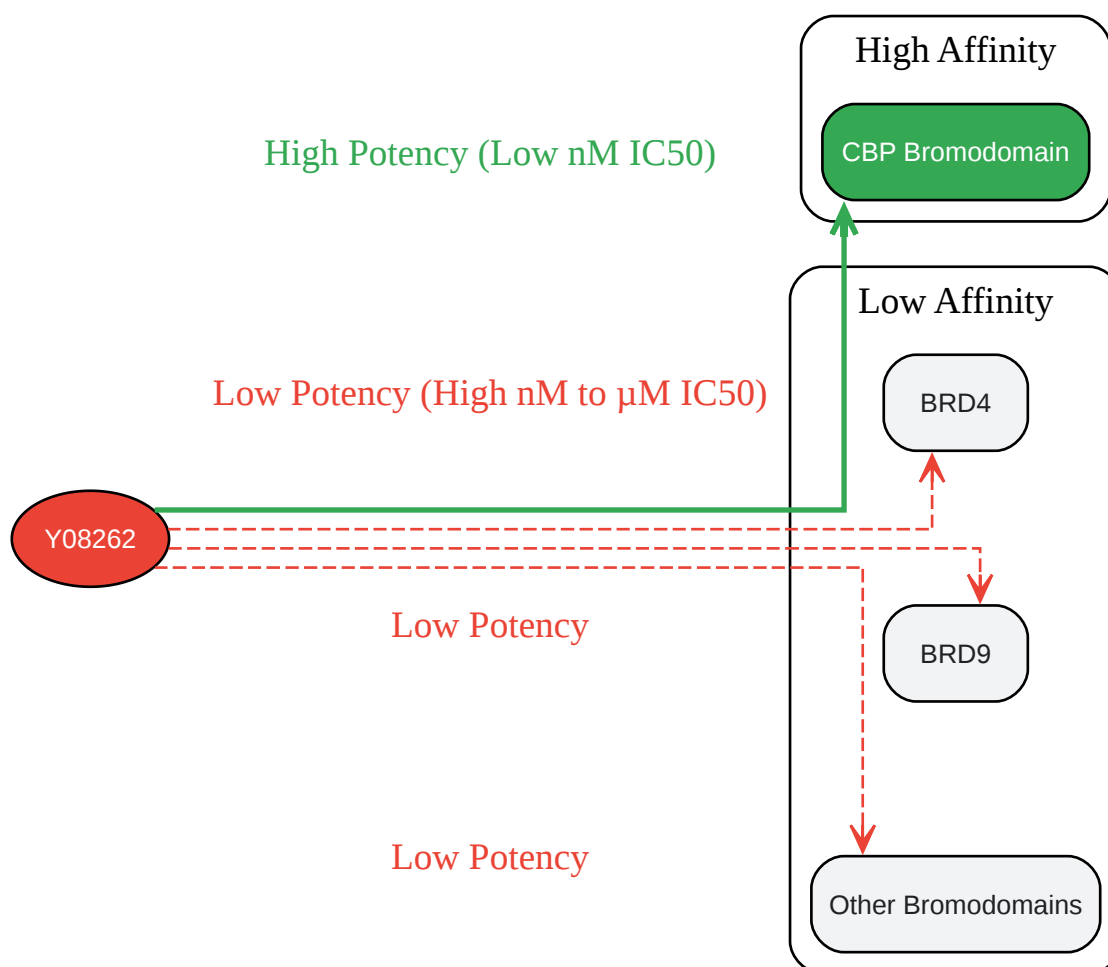 High Affinity
CBP Bromodomain
High Potency (Low nM IC50)
Low Affinity
Low Potency (High nM to µM IC50)
BRD4
Y08262
Low Potency
BRD9
Low Potency
Other Bromodomains